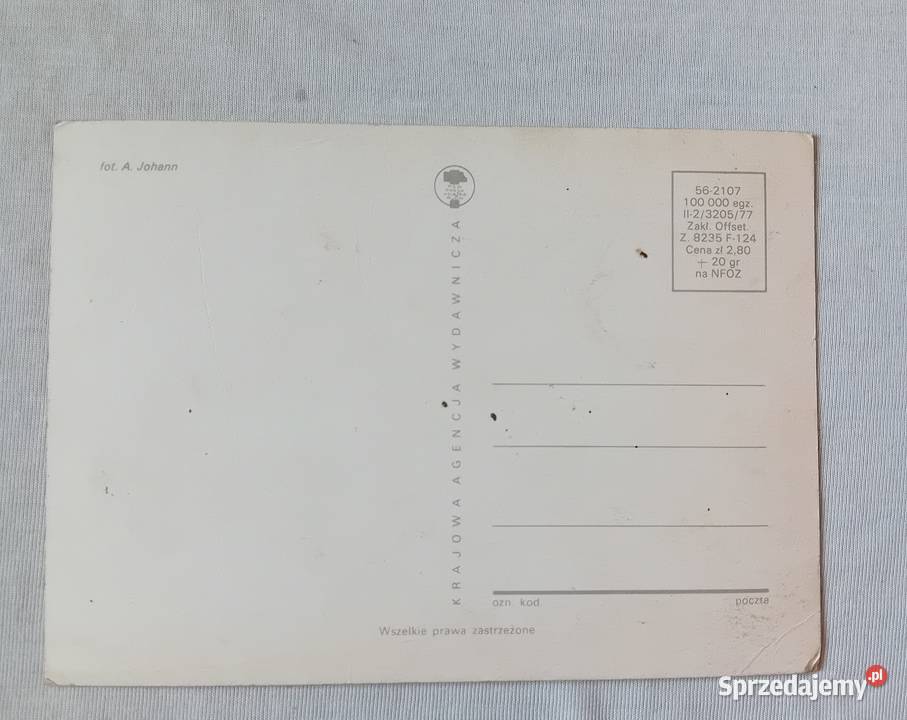 fot. A. Johann
KRAJOWA AGENCJA WYDAWNICZA
56-2107
100 000 egz.
II-2/3205/77
Zakł. Offset.
Z. 8235 F-124
Cena zł 2,80
+ 20 gr
na NFOZ
ozn. kod
poczta
Wszelkie prawa zastrzeżone
Sprzedajemy.pl